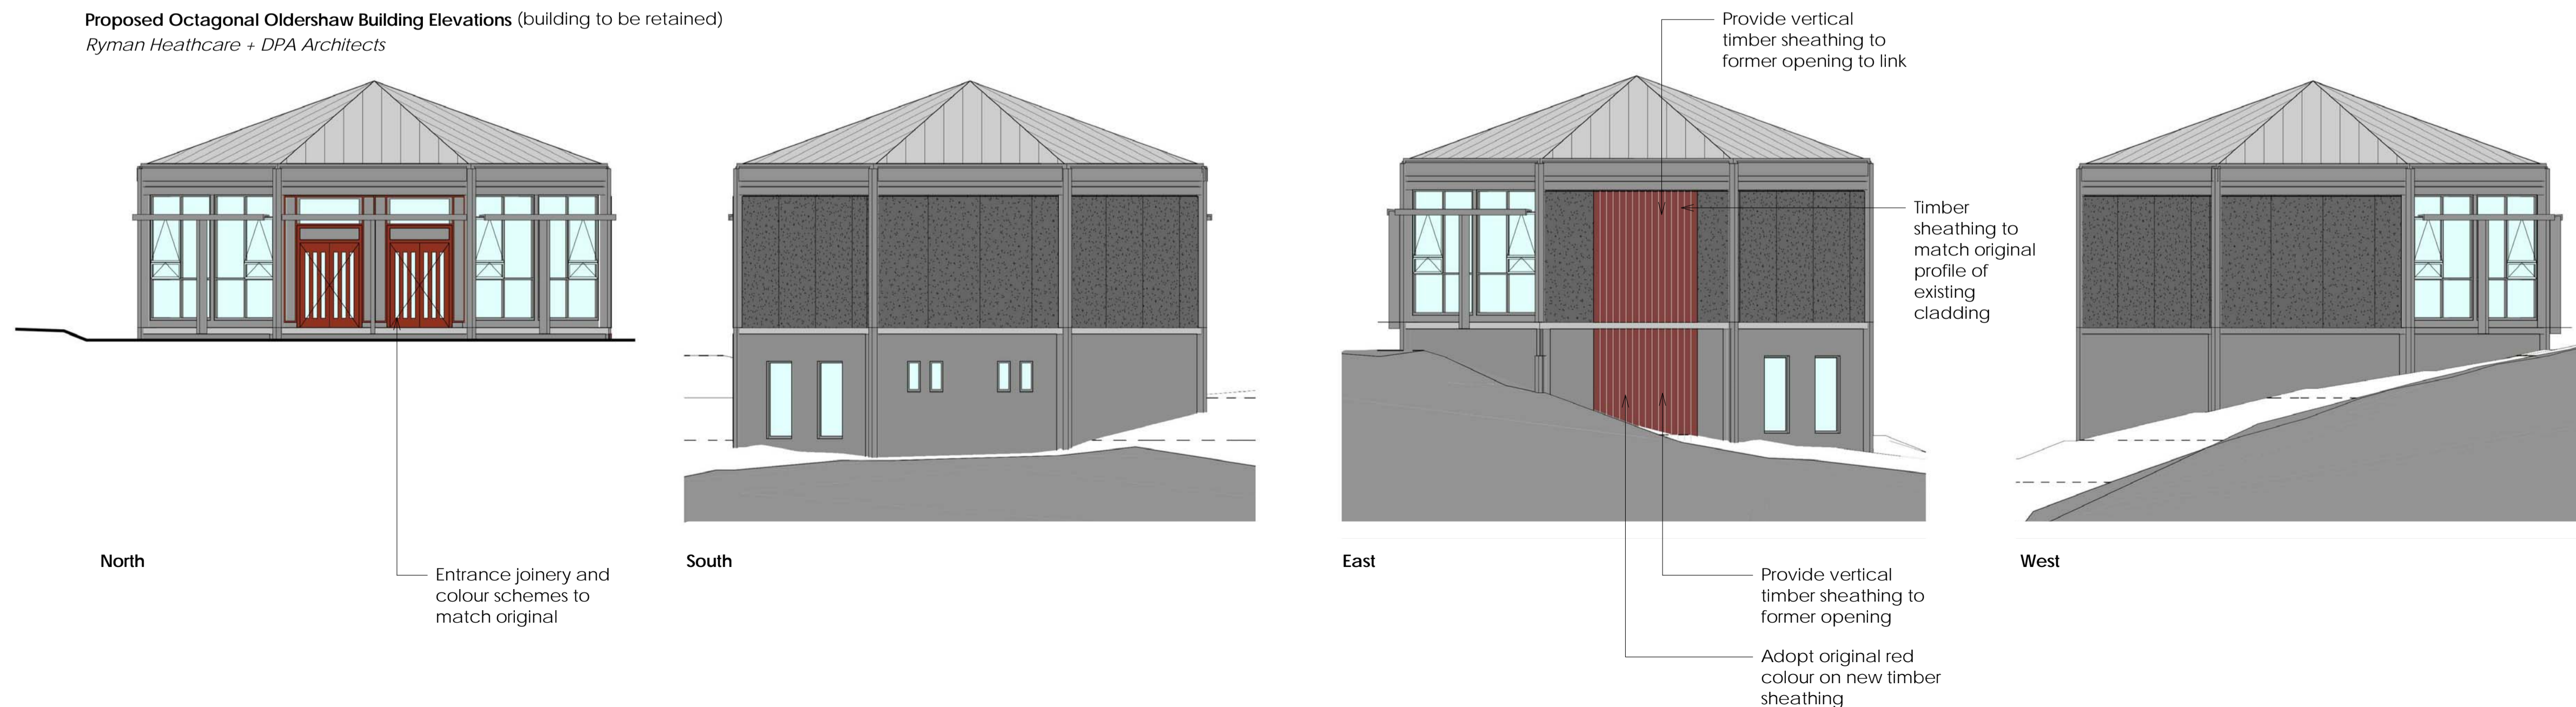 Proposed Octagonal Oldershaw Building Elevations (building to be retained)
Ryman Heathcare + DPA Architects
Provide vertical
timber sheathing to
former opening to link
Timber
sheathing to
match original
profile of
existing
cladding
North
South
East
West
Entrance joinery and
colour schemes to
match original
Provide vertical
timber sheathing to
former opening
Adopt original red
colour on new timber
sheathing